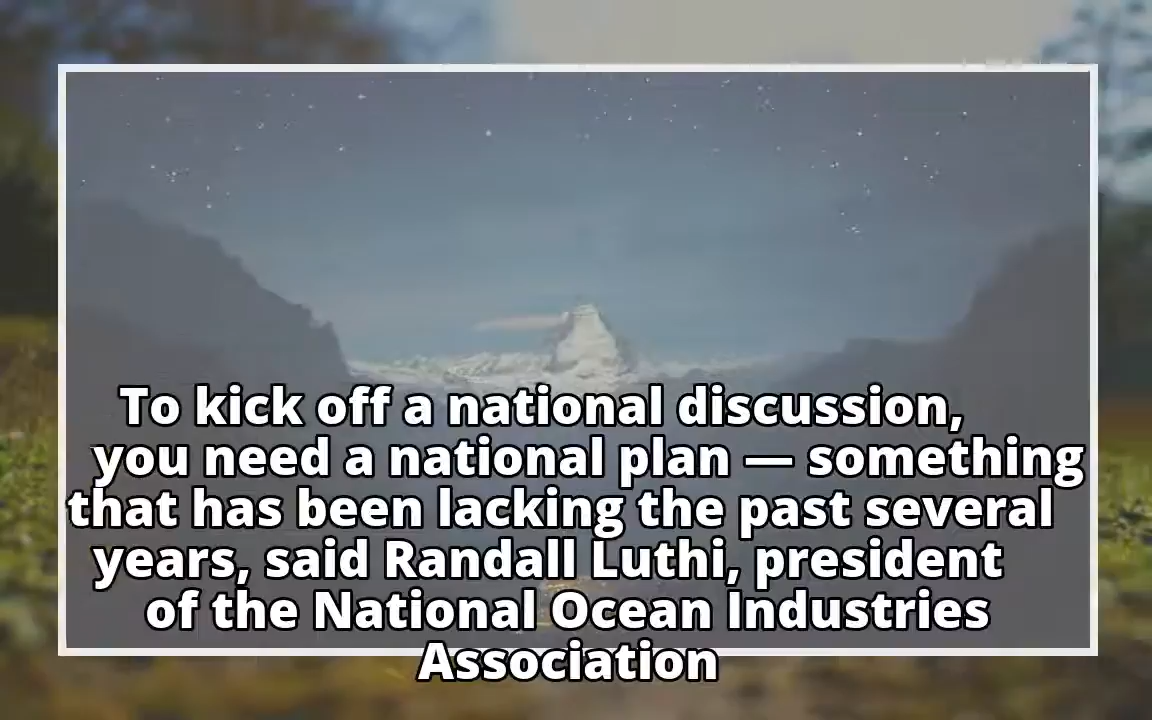 To kick off a national discussion,
you need a national plan — something
that has been lacking the past several
years, said Randall Luthi, president
of the National Ocean Industries
Association